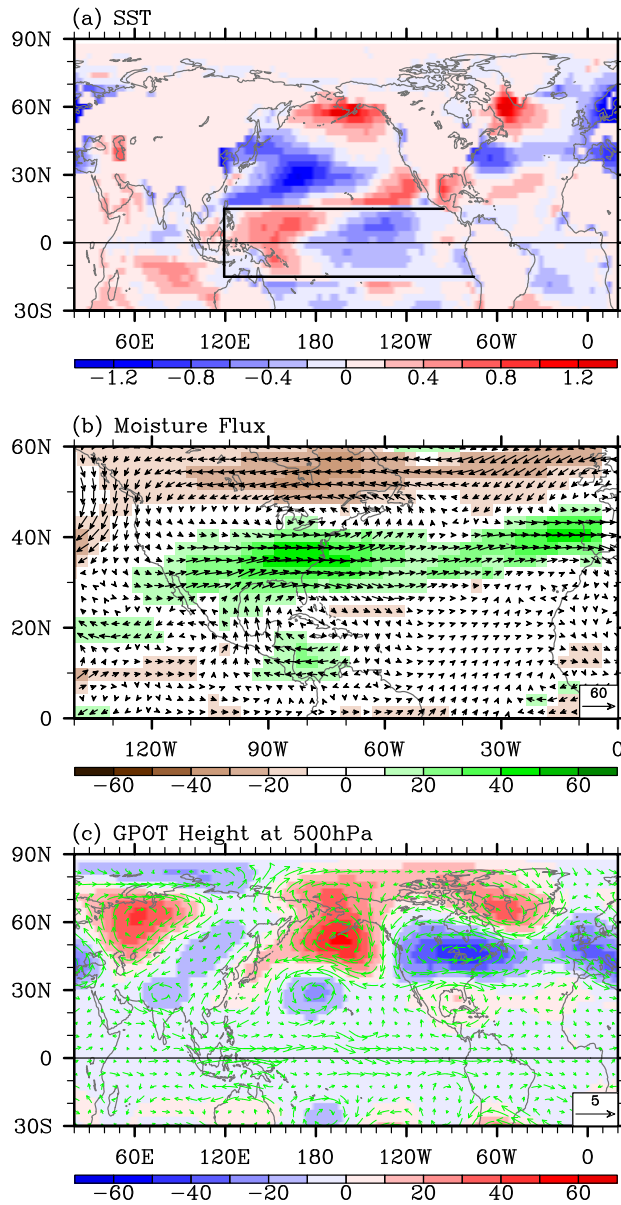 (a) SST
90N
60N
30N
0
30S
60E 120E 180 120W 60W 0
−1.2 −0.8 −0.4 0 0.4 0.8 1.2
(b) Moisture Flux
60N
40N
20N
0
60
120W 90W 60W 30W 0
−60 −40 −20 0 20 40 60
(c) GPOT Height at 500hPa
90N
60N
30N
0
30S
5
60E 120E 180 120W 60W 0
−60 −40 −20 0 20 40 60